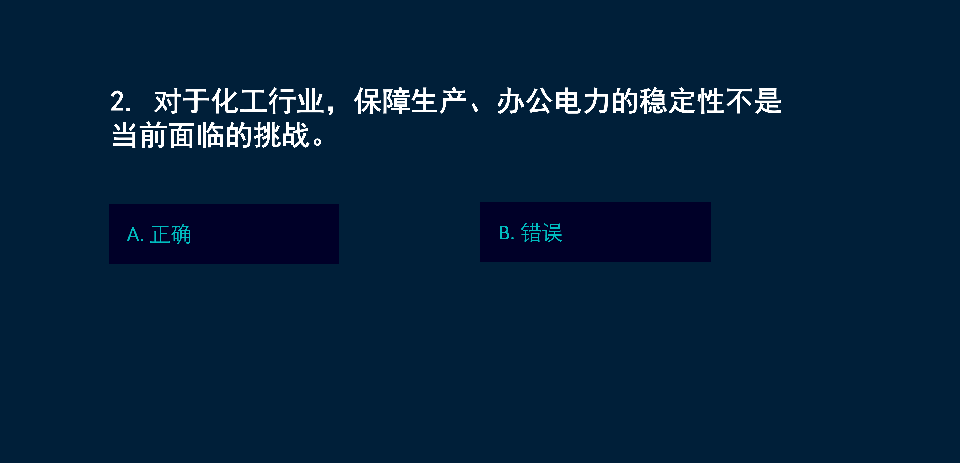 2. 对于化工行业，保障生产、办公电力的稳定性不是
当前面临的挑战。
A. 正确
B. 错误